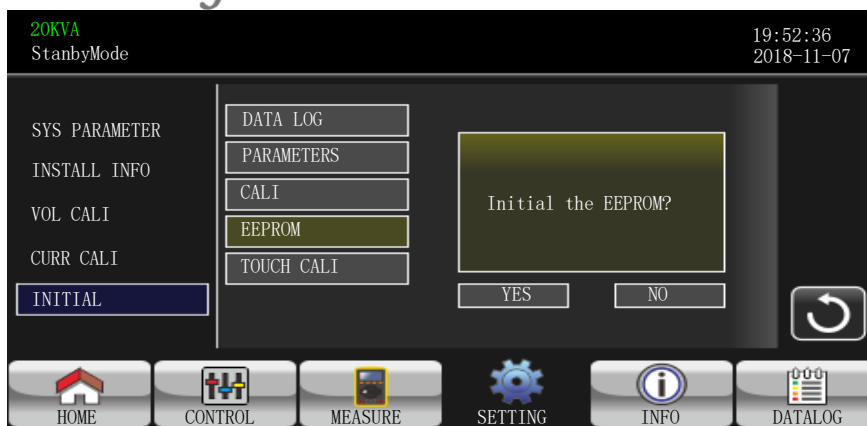 20KVA
StanbyMode
19:52:36
2018-11-07
SYS PARAMETER
INSTALL INFO
VOL CALI
CURR CALI
INITIAL
DATA LOG
PARAMETERS
CALI
EEPROM
TOUCH CALI
Initial the EEPROM?
YES
NO
HOME
CONTROL
MEASURE
SETTING
INFO
DATALOG